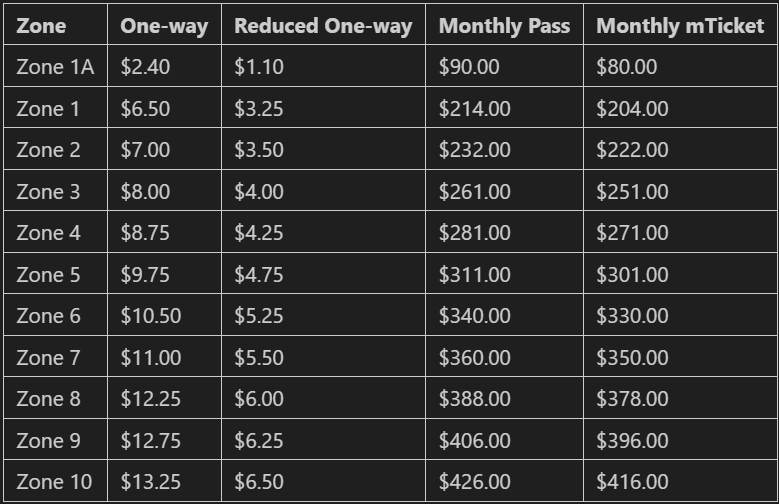 Zone One-way Reduced One-way Monthly Pass Monthly mTicket
Zone 1A $2.40 $1.10 $90.00 $80.00
Zone 1 $6.50 $3.25 $214.00 $204.00
Zone 2 $7.00 $3.50 $232.00 $222.00
Zone 3 $8.00 $4.00 $261.00 $251.00
Zone 4 $8.75 $4.25 $281.00 $271.00
Zone 5 $9.75 $4.75 $311.00 $301.00
Zone 6 $10.50 $5.25 $340.00 $330.00
Zone 7 $11.00 $5.50 $360.00 $350.00
Zone 8 $12.25 $6.00 $388.00 $378.00
Zone 9 $12.75 $6.25 $406.00 $396.00
Zone 10 $13.25 $6.50 $426.00 $416.00